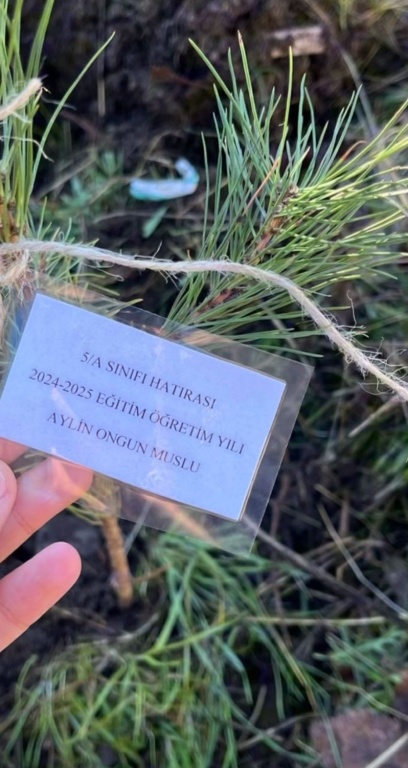 5/A SINIFI HATIRASI
2024-2025 EĞİTİM ÖĞRETİM YILI
AYLİN ONGUN MUSLU